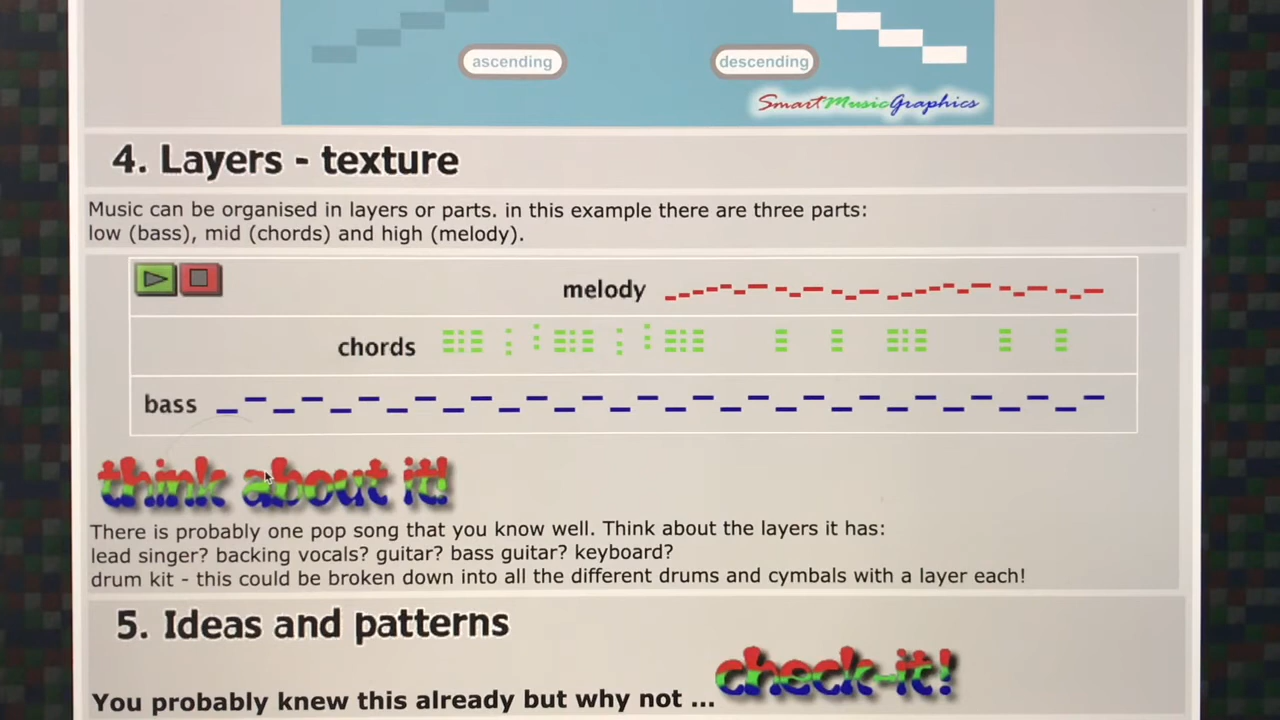 ascending
descending
SmartMusicGraphics
4. Layers - texture
Music can be organised in layers or parts. in this example there are three parts:
low (bass), mid (chords) and high (melody).
melody
chords
bass
think about it!
There is probably one pop song that you know well. Think about the layers it has:
lead singer? backing vocals? guitar? bass guitar? keyboard?
drum kit - this could be broken down into all the different drums and cymbals with a layer each!
5. Ideas and patterns
You probably knew this already but why not ...
check-it!